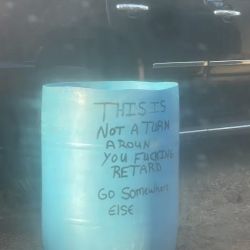 THIS IS
NOT A TURN
AROUN
YOU FUCKING
RETARD
GO SOMEWHERE
ELSE